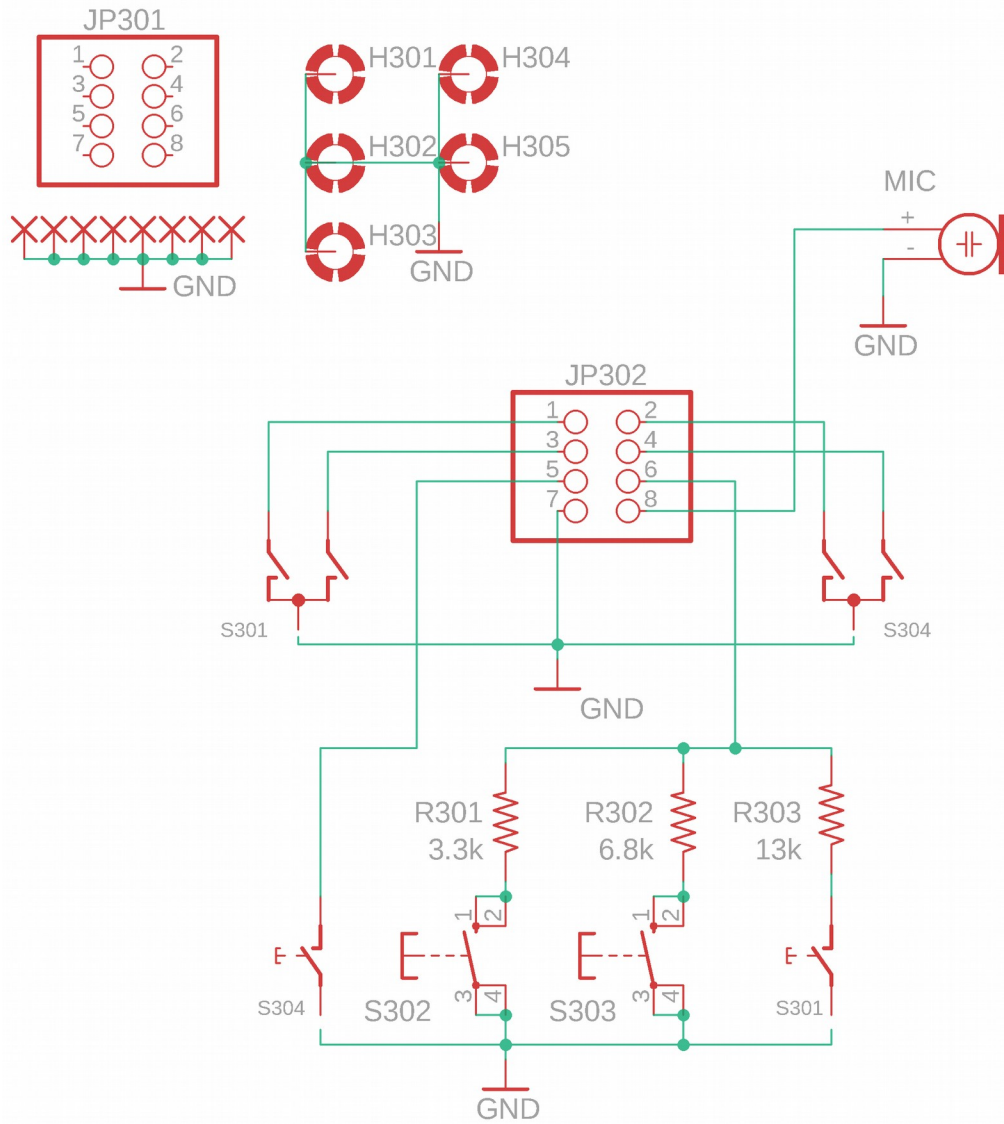 JP301
1 2
3 4
5 6
7 8
GND
H301 H304
H302 H305
H303
GND
MIC
+
-
GND
JP302
1 2
3 4
5 6
7 8
S301
S304
GND
R301
3.3k
R302
6.8k
R303
13k
1 2
1 2
3 4
3 4
S304
S302
S303
S301
GND